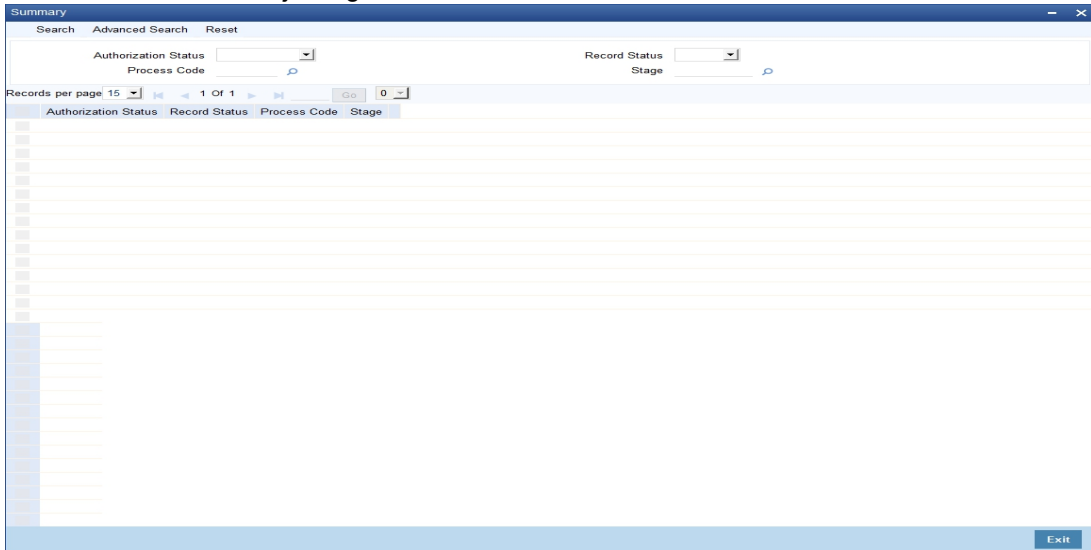 Summary
Search Advanced Search Reset
Authorization Status Record Status
Process Code Stage
Records per page 15 1 Of 1 Go 0
Authorization Status Record Status Process Code Stage
Exit